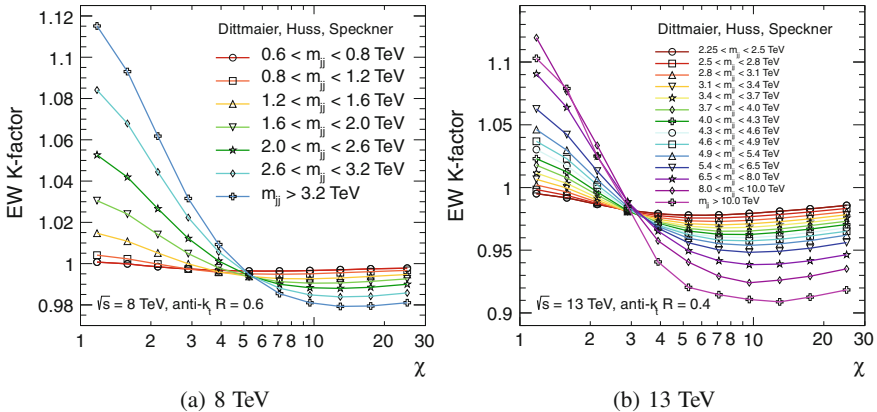 Dittmaier, Huss, Speckner
0.6 < m_jj < 0.8 TeV
0.8 < m_jj < 1.2 TeV
1.2 < m_jj < 1.6 TeV
1.6 < m_jj < 2.0 TeV
2.0 < m_jj < 2.6 TeV
2.6 < m_jj < 3.2 TeV
m_jj > 3.2 TeV
EW K-factor
1.12
1.1
1.08
1.06
1.04
1.02
1
0.98
√s = 8 TeV, anti-k_t R = 0.6
1 2 3 4 5 6 7 8 10 20 30
χ
(a) 8 TeV
Dittmaier, Huss, Speckner
2.25 < m_jj < 2.5 TeV
2.5 < m_jj < 2.8 TeV
2.8 < m_jj < 3.1 TeV
3.1 < m_jj < 3.4 TeV
3.4 < m_jj < 3.7 TeV
3.7 < m_jj < 4.0 TeV
4.0 < m_jj < 4.3 TeV
4.3 < m_jj < 4.6 TeV
4.6 < m_jj < 4.9 TeV
4.9 < m_jj < 5.4 TeV
5.4 < m_jj < 6.5 TeV
6.5 < m_jj < 8.0 TeV
8.0 < m_jj < 10.0 TeV
m_jj > 10.0 TeV
EW K-factor
1.1
1.05
1
0.95
0.9
√s = 13 TeV, anti-k_t R = 0.4
1 2 3 4 5 6 7 8 10 20 30
χ
(b) 13 TeV